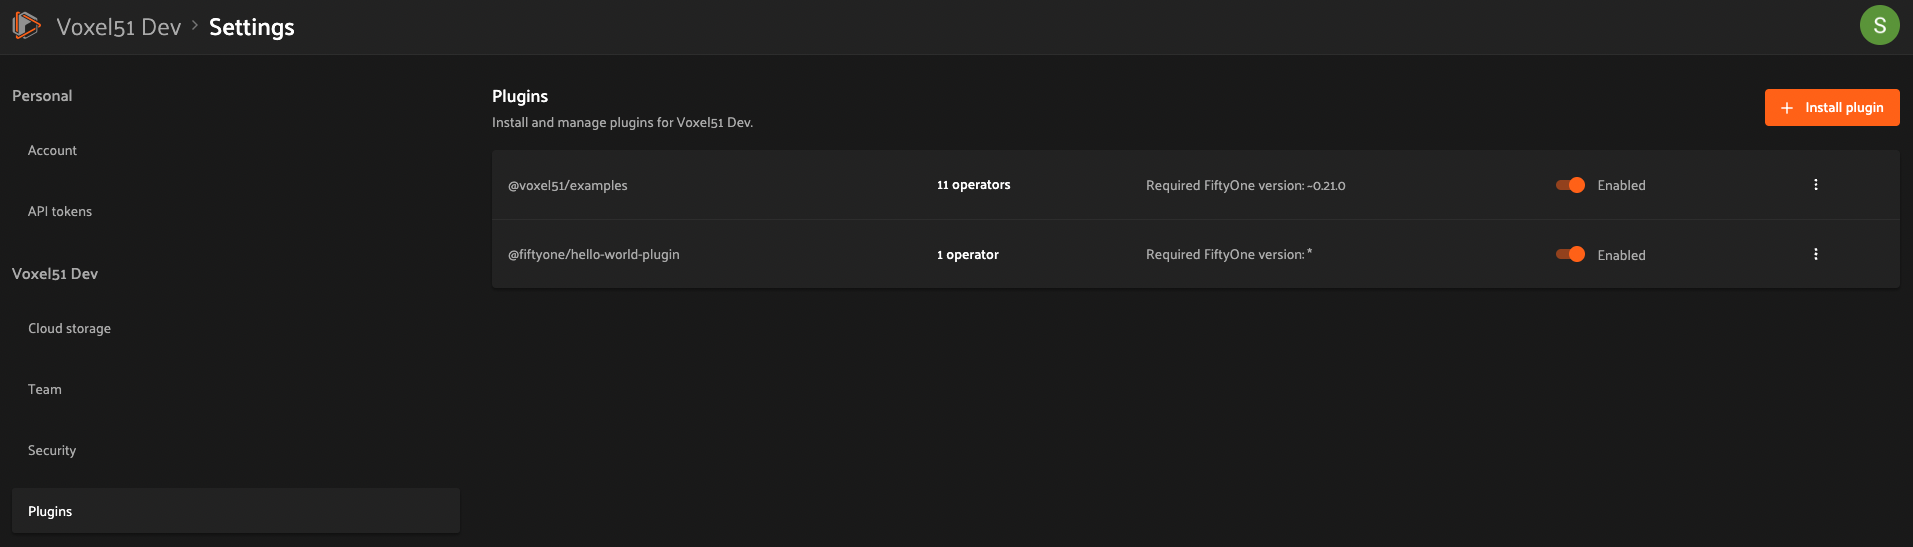 Voxel51 Dev > Settings
S
Personal
Account
API tokens
Voxel51 Dev
Cloud storage
Team
Security
Plugins
Plugins
Install and manage plugins for Voxel51 Dev.
+ Install plugin
@voxel51/examples 11 operators Required FiftyOne version: ~0.21.0 Enabled
@fiftyone/hello-world-plugin 1 operator Required FiftyOne version: * Enabled